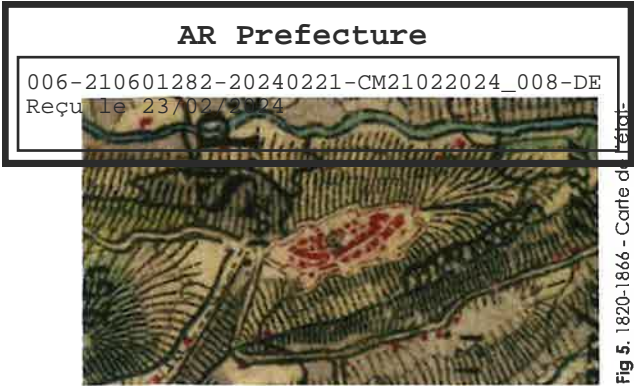 AR Prefecture
006-210601282-20240221-CM21022024_008-DE
Reçu le 23/02/2024
Fig 5. 1820-1866 - Carte de l'état-